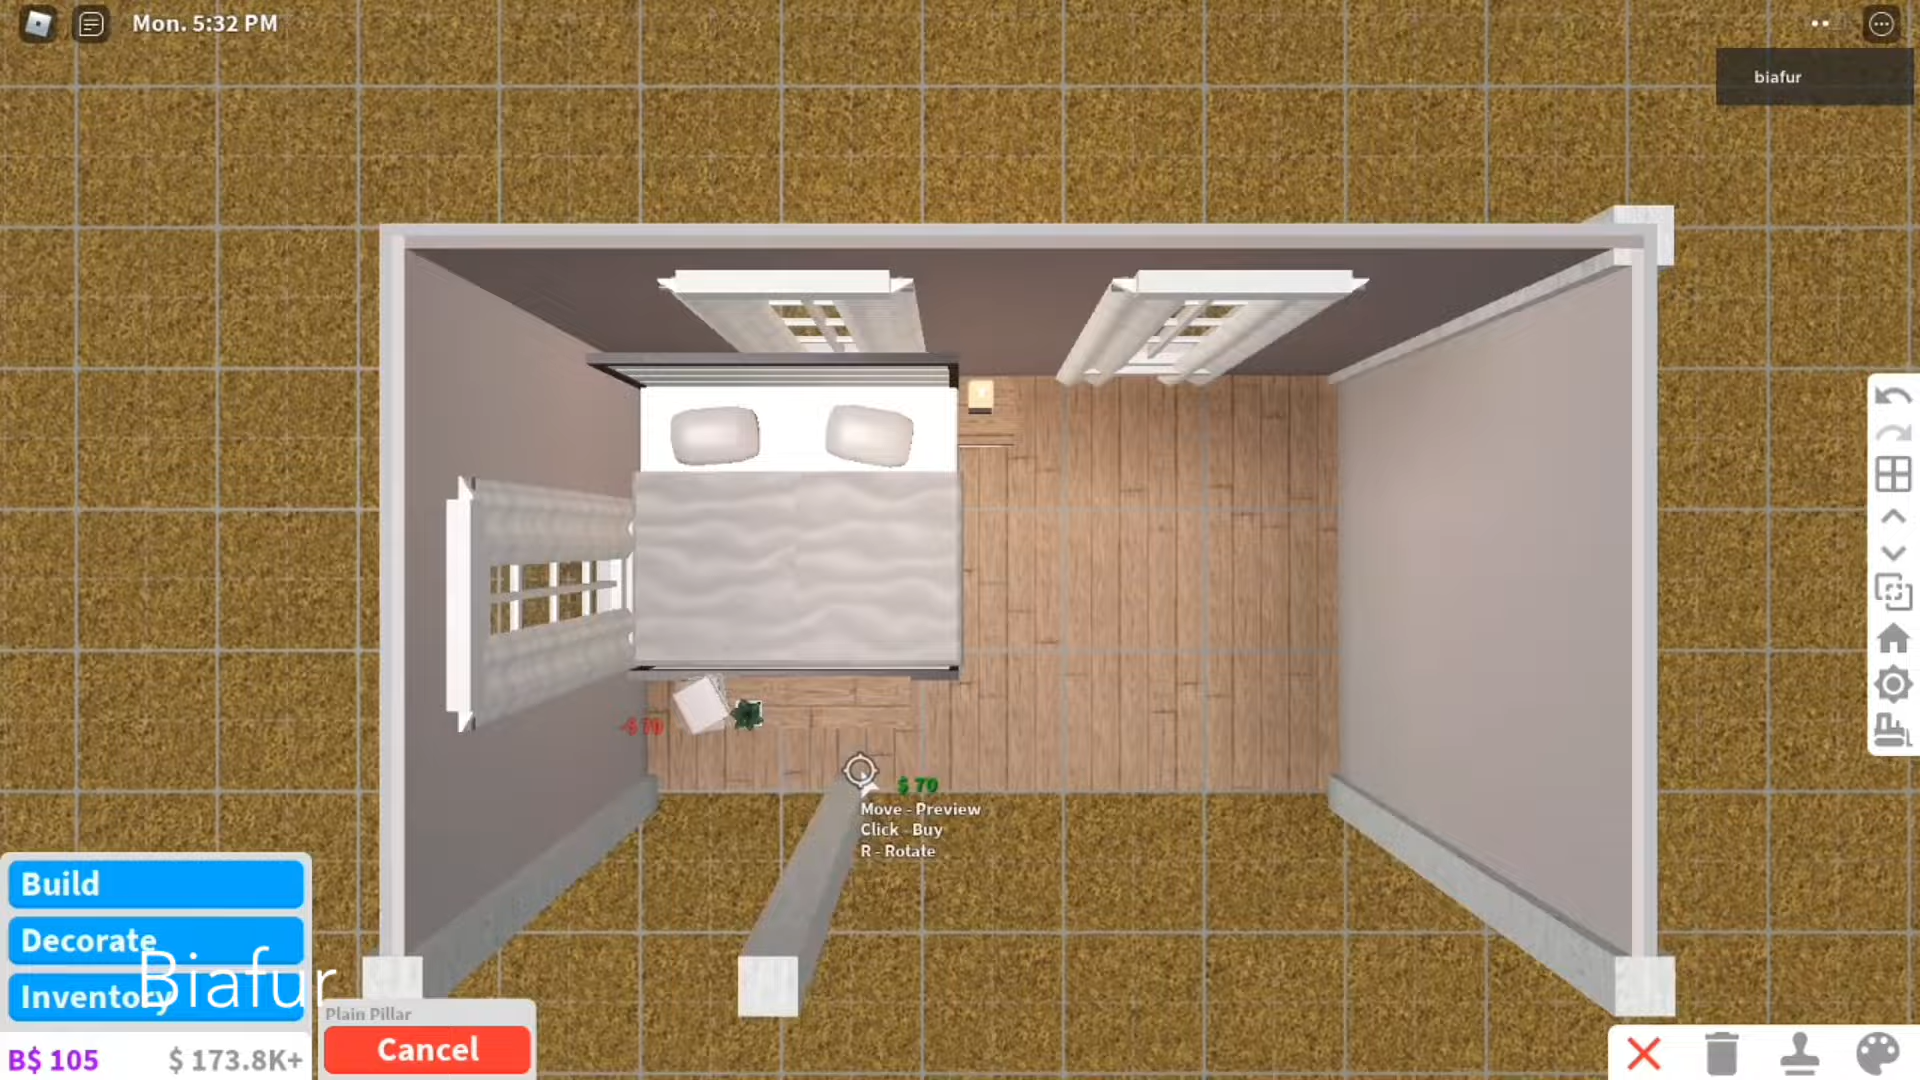 Mon. 5:32 PM
biafur
-$ 70
$ 70
Move - Preview
Click - Buy
R - Rotate
Build
Decorate
Inventory
Biafur
Plain Pillar
Cancel
B$ 105
$ 173.8K+